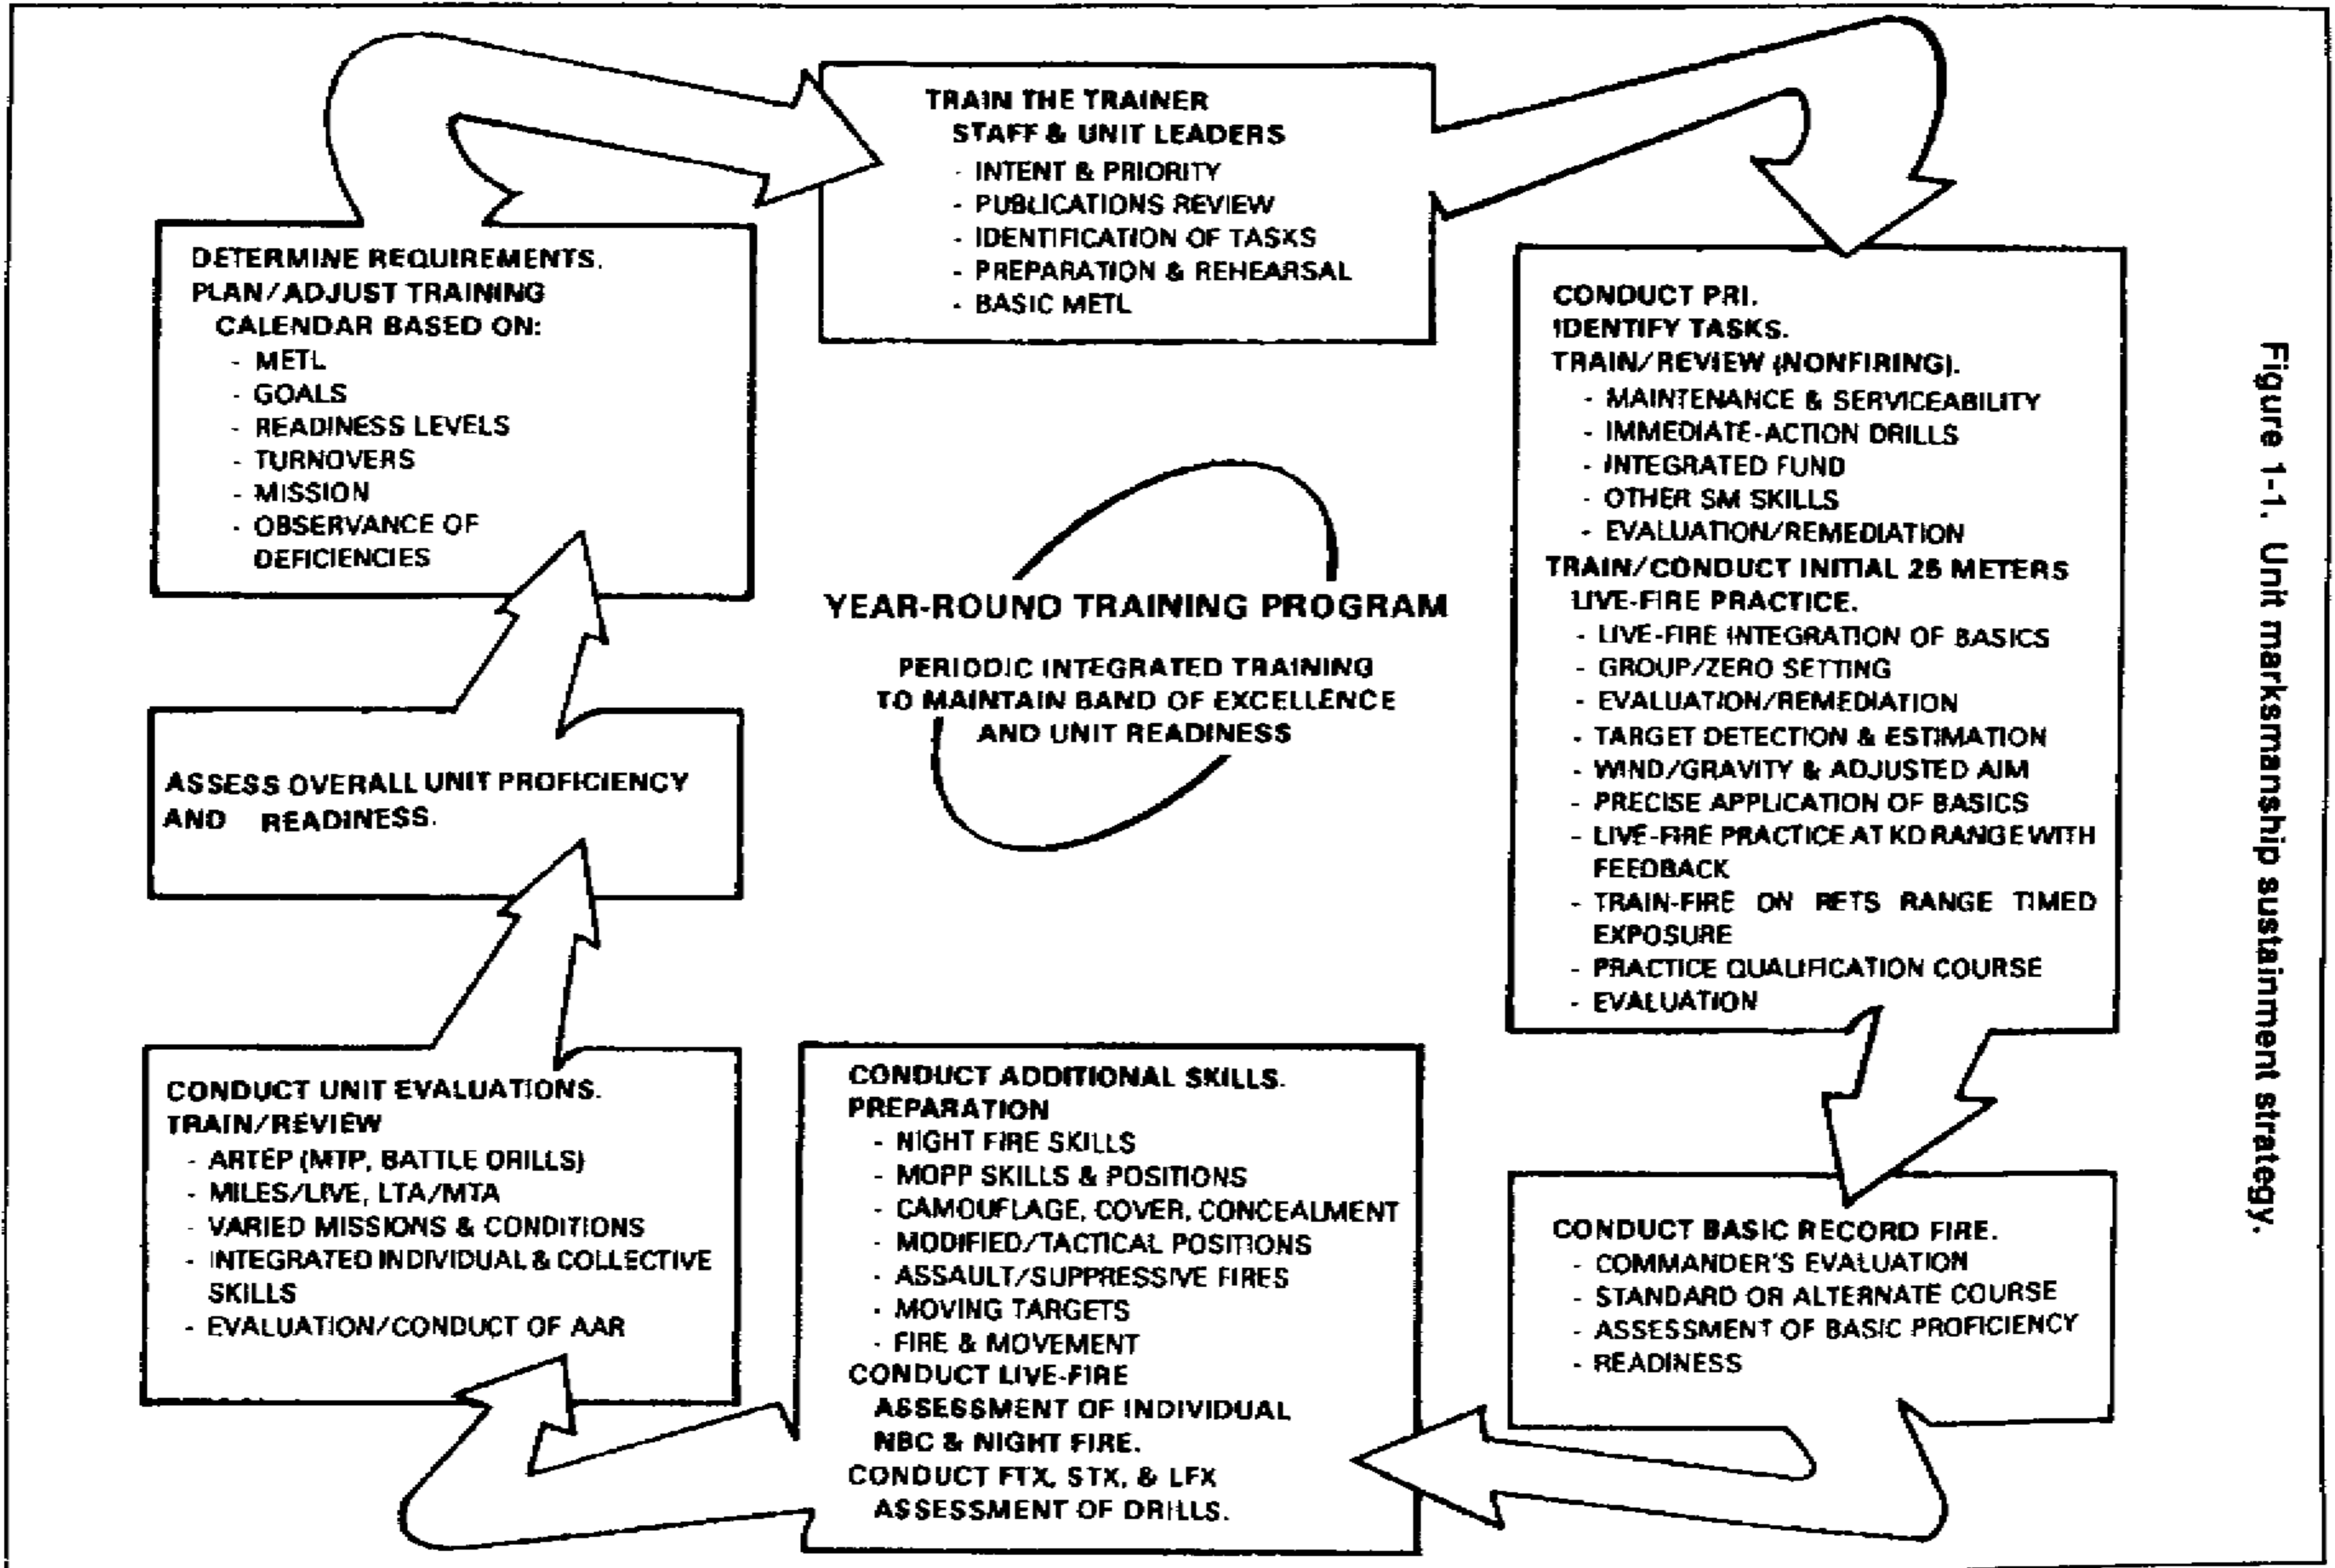 TRAIN THE TRAINER
STAFF & UNIT LEADERS
- INTENT & PRIORITY
- PUBLICATIONS REVIEW
- IDENTIFICATION OF TASKS
- PREPARATION & REHEARSAL
- BASIC METL
DETERMINE REQUIREMENTS.
PLAN/ADJUST TRAINING
CALENDAR BASED ON:
- METL
- GOALS
- READINESS LEVELS
- TURNOVERS
- MISSION
- OBSERVANCE OF
DEFICIENCIES
CONDUCT PRI.
IDENTIFY TASKS.
TRAIN/REVIEW (NONFIRING).
- MAINTENANCE & SERVICEABILITY
- IMMEDIATE-ACTION DRILLS
- INTEGRATED FUND
- OTHER SM SKILLS
- EVALUATION/REMEDIATION
TRAIN/CONDUCT INITIAL 25 METERS
LIVE-FIRE PRACTICE.
- LIVE-FIRE INTEGRATION OF BASICS
- GROUP/ZERO SETTING
- EVALUATION/REMEDIATION
- TARGET DETECTION & ESTIMATION
- WIND/GRAVITY & ADJUSTED AIM
- PRECISE APPLICATION OF BASICS
- LIVE-FIRE PRACTICE AT KD RANGE WITH
FEEDBACK
- TRAIN-FIRE ON RETS RANGE TIMED
EXPOSURE
- PRACTICE QUALIFICATION COURSE
- EVALUATION
YEAR-ROUND TRAINING PROGRAM
PERIODIC INTEGRATED TRAINING
TO MAINTAIN BAND OF EXCELLENCE
AND UNIT READINESS
ASSESS OVERALL UNIT PROFICIENCY
AND READINESS.
CONDUCT UNIT EVALUATIONS.
TRAIN/REVIEW
- ARTEP (MTP, BATTLE DRILLS)
- MILES/LIVE, LTA/MTA
- VARIED MISSIONS & CONDITIONS
- INTEGRATED INDIVIDUAL & COLLECTIVE
SKILLS
- EVALUATION/CONDUCT OF AAR
CONDUCT ADDITIONAL SKILLS.
PREPARATION
- NIGHT FIRE SKILLS
- MOPP SKILLS & POSITIONS
- CAMOUFLAGE, COVER, CONCEALMENT
- MODIFIED/TACTICAL POSITIONS
- ASSAULT/SUPPRESSIVE FIRES
- MOVING TARGETS
- FIRE & MOVEMENT
CONDUCT LIVE-FIRE
ASSESSMENT OF INDIVIDUAL
NBC & NIGHT FIRE.
CONDUCT FTX, STX, & LFX
ASSESSMENT OF DRILLS.
CONDUCT BASIC RECORD FIRE.
- COMMANDER'S EVALUATION
- STANDARD OR ALTERNATE COURSE
- ASSESSMENT OF BASIC PROFICIENCY
- READINESS
Figure 1-1. Unit marksmanship sustainment strategy.